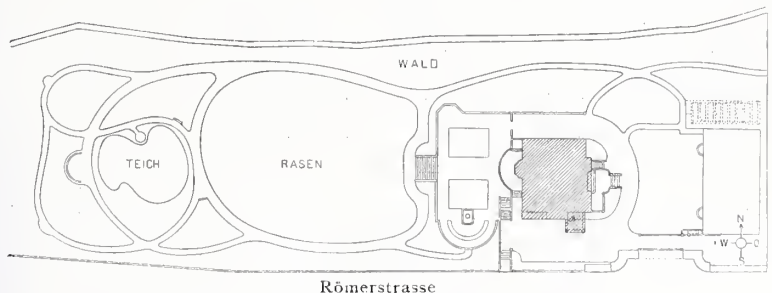 WALD
TEICH
RASEN
N
W O
S
Römerstrasse